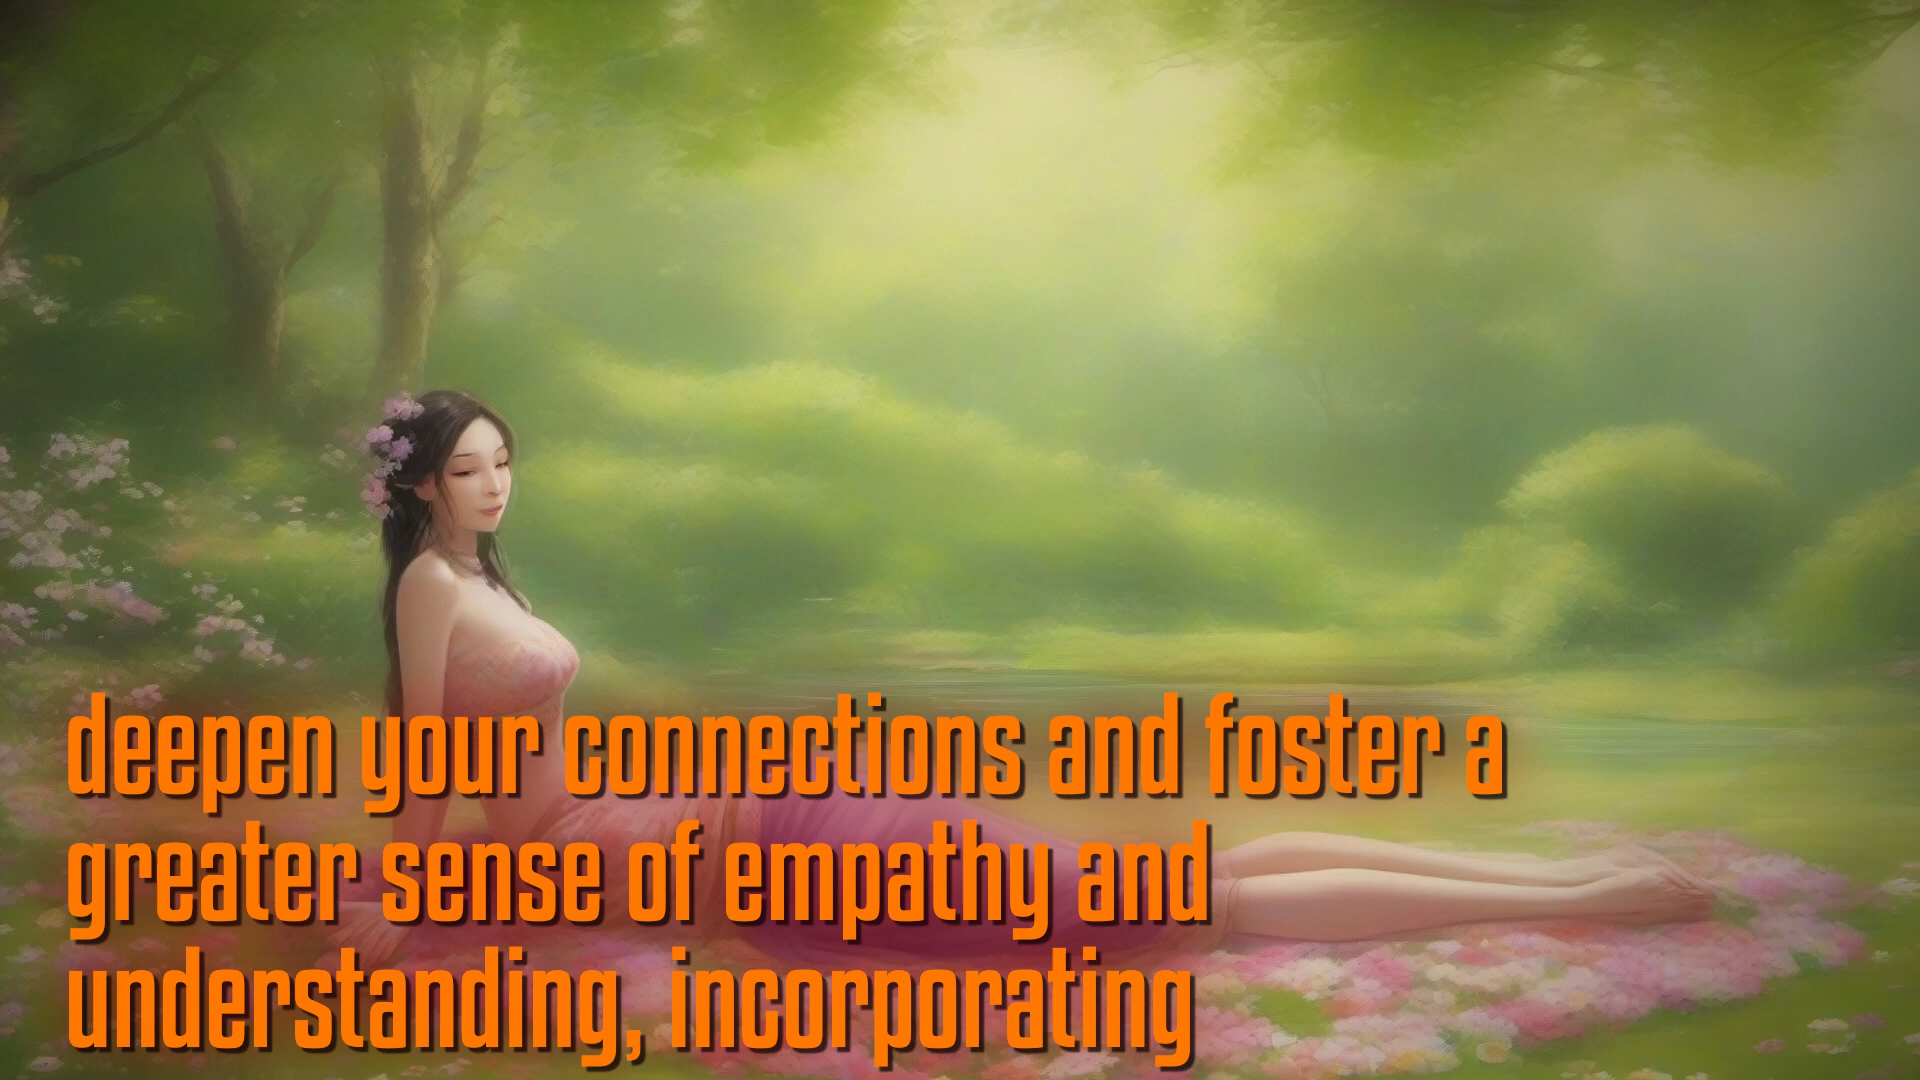 deepen your connections and foster a
greater sense of empathy and
understanding, incorporating